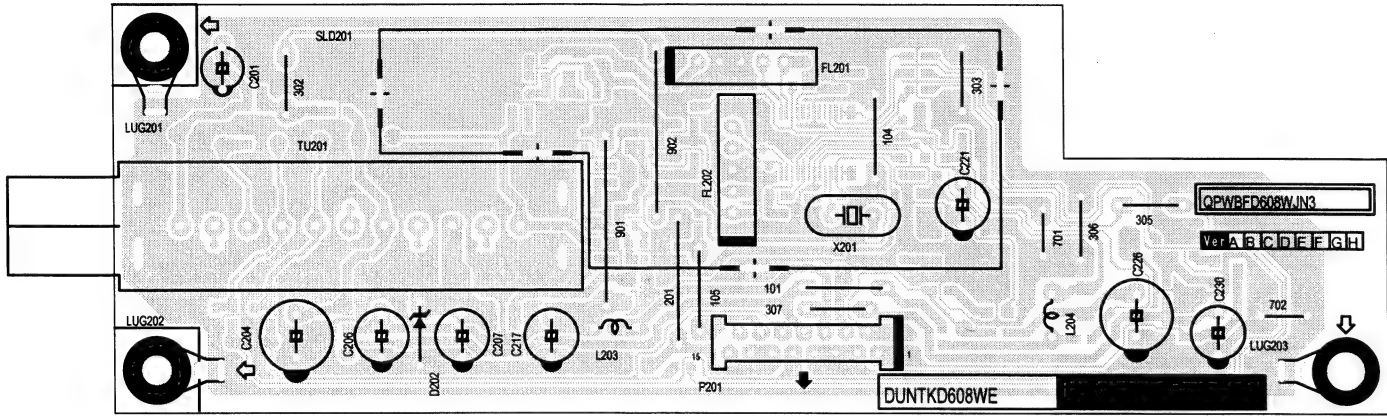 SLD201
C201
302
LUG201
TU201
FL201
303
902
104
C221
FL202
X201
901
701
306
305
QPWBFD608WJN3
Ver A B C D E F G H
201
105
101
307
C226
C230
702
L204
LUG203
LUG202
C204
C206
D202
C207
C217
L203
15
1
P201
DUNTKD608WE